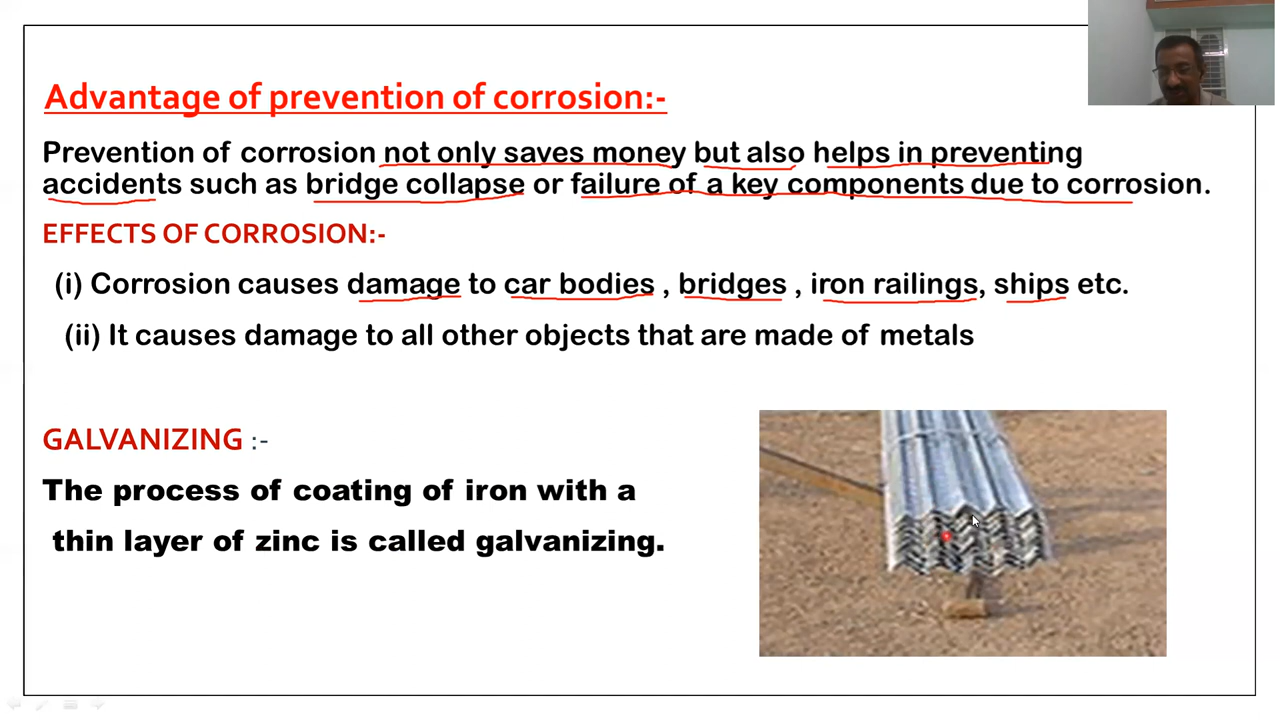 Advantage of prevention of corrosion:-
Prevention of corrosion not only saves money but also helps in preventing
accidents such as bridge collapse or failure of a key components due to corrosion.
EFFECTS OF CORROSION:-
(i) Corrosion causes damage to car bodies , bridges , iron railings, ships etc.
(ii) It causes damage to all other objects that are made of metals
GALVANIZING :-
The process of coating of iron with a
thin layer of zinc is called galvanizing.